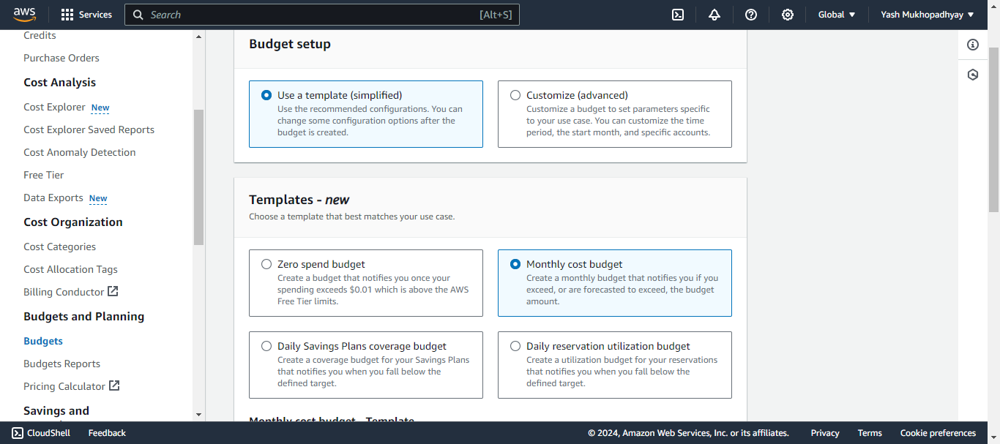 aws
Services
Search
[Alt+S]
Global
Yash Mukhopadhyay
Credits
Purchase Orders
Cost Analysis
Cost Explorer New
Cost Explorer Saved Reports
Cost Anomaly Detection
Free Tier
Data Exports New
Cost Organization
Cost Categories
Cost Allocation Tags
Billing Conductor
Budgets and Planning
Budgets
Budgets Reports
Pricing Calculator
Savings and
Budget setup
Use a template (simplified)
Use the recommended configurations. You can
change some configuration options after the
budget is created.
Customize (advanced)
Customize a budget to set parameters specific
to your use case. You can customize the time
period, the start month, and specific accounts.
Templates - new
Choose a template that best matches your use case.
Zero spend budget
Create a budget that notifies you once your
spending exceeds $0.01 which is above the AWS
Free Tier limits.
Monthly cost budget
Create a monthly budget that notifies you if you
exceed, or are forecasted to exceed, the budget
amount.
Daily Savings Plans coverage budget
Create a coverage budget for your Savings Plans
that notifies you when you fall below the
defined target.
Daily reservation utilization budget
Create a utilization budget for your reservations
that notifies you when you fall below the
defined target.
Monthly cost budget - Template
CloudShell
Feedback
© 2024, Amazon Web Services, Inc. or its affiliates.
Privacy
Terms
Cookie preferences